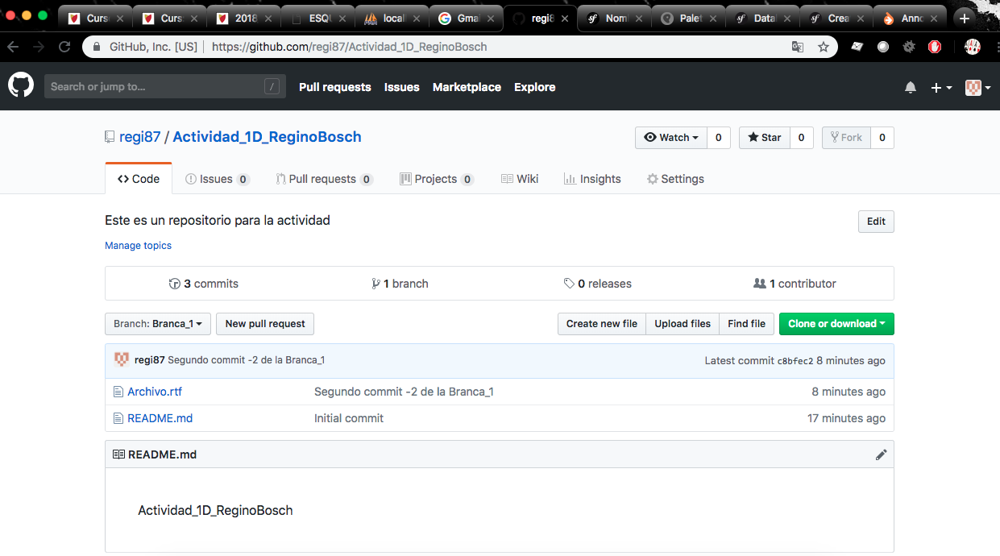 Curso Curs 2018 ESQU local Gmai regi8 Nomi Palet Datal Crea Anno
GitHub, Inc. [US] https://github.com/regi87/Actividad_1D_ReginoBosch
Search or jump to... / Pull requests Issues Marketplace Explore
regi87 / Actividad_1D_ReginoBosch Watch 0 Star 0 Fork 0
Code Issues 0 Pull requests 0 Projects 0 Wiki Insights Settings
Este es un repositorio para la actividad Edit
Manage topics
3 commits 1 branch 0 releases 1 contributor
Branch: Branca_1 New pull request Create new file Upload files Find file Clone or download
regi87 Segundo commit -2 de la Branca_1 Latest commit c8bfec2 8 minutes ago
Archivo.rtf Segundo commit -2 de la Branca_1 8 minutes ago
README.md Initial commit 17 minutes ago
README.md
Actividad_1D_ReginoBosch